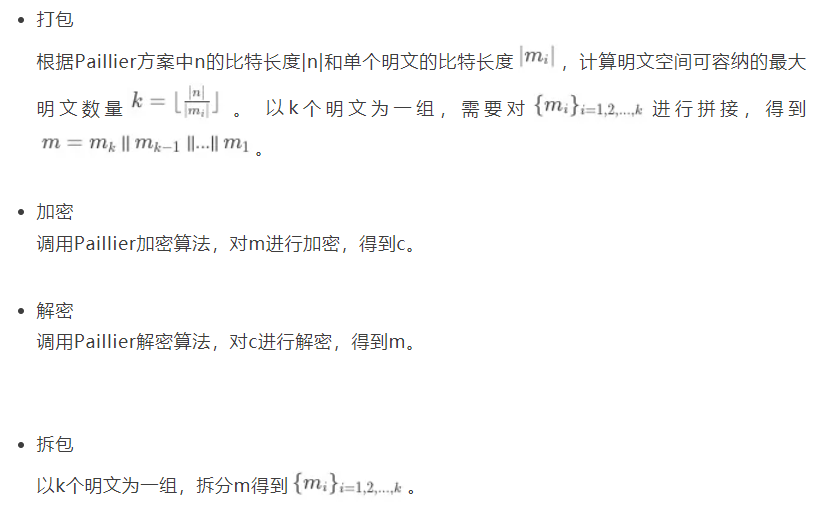 • 打包
根据Paillier方案中n的比特长度|n|和单个明文的比特长度 |m_i| ，计算明文空间可容纳的最大
明文数量 k = ⌊|n|/|m_i|⌋ 。 以k个明文为一组，需要对 {m_i}_{i=1,2,...,k} 进行拼接，得到
m = m_k || m_{k-1} ||...|| m_1 。
• 加密
调用Paillier加密算法，对m进行加密，得到c。
• 解密
调用Paillier解密算法，对c进行解密，得到m。
• 拆包
以k个明文为一组，拆分m得到 {m_i}_{i=1,2,...,k} 。